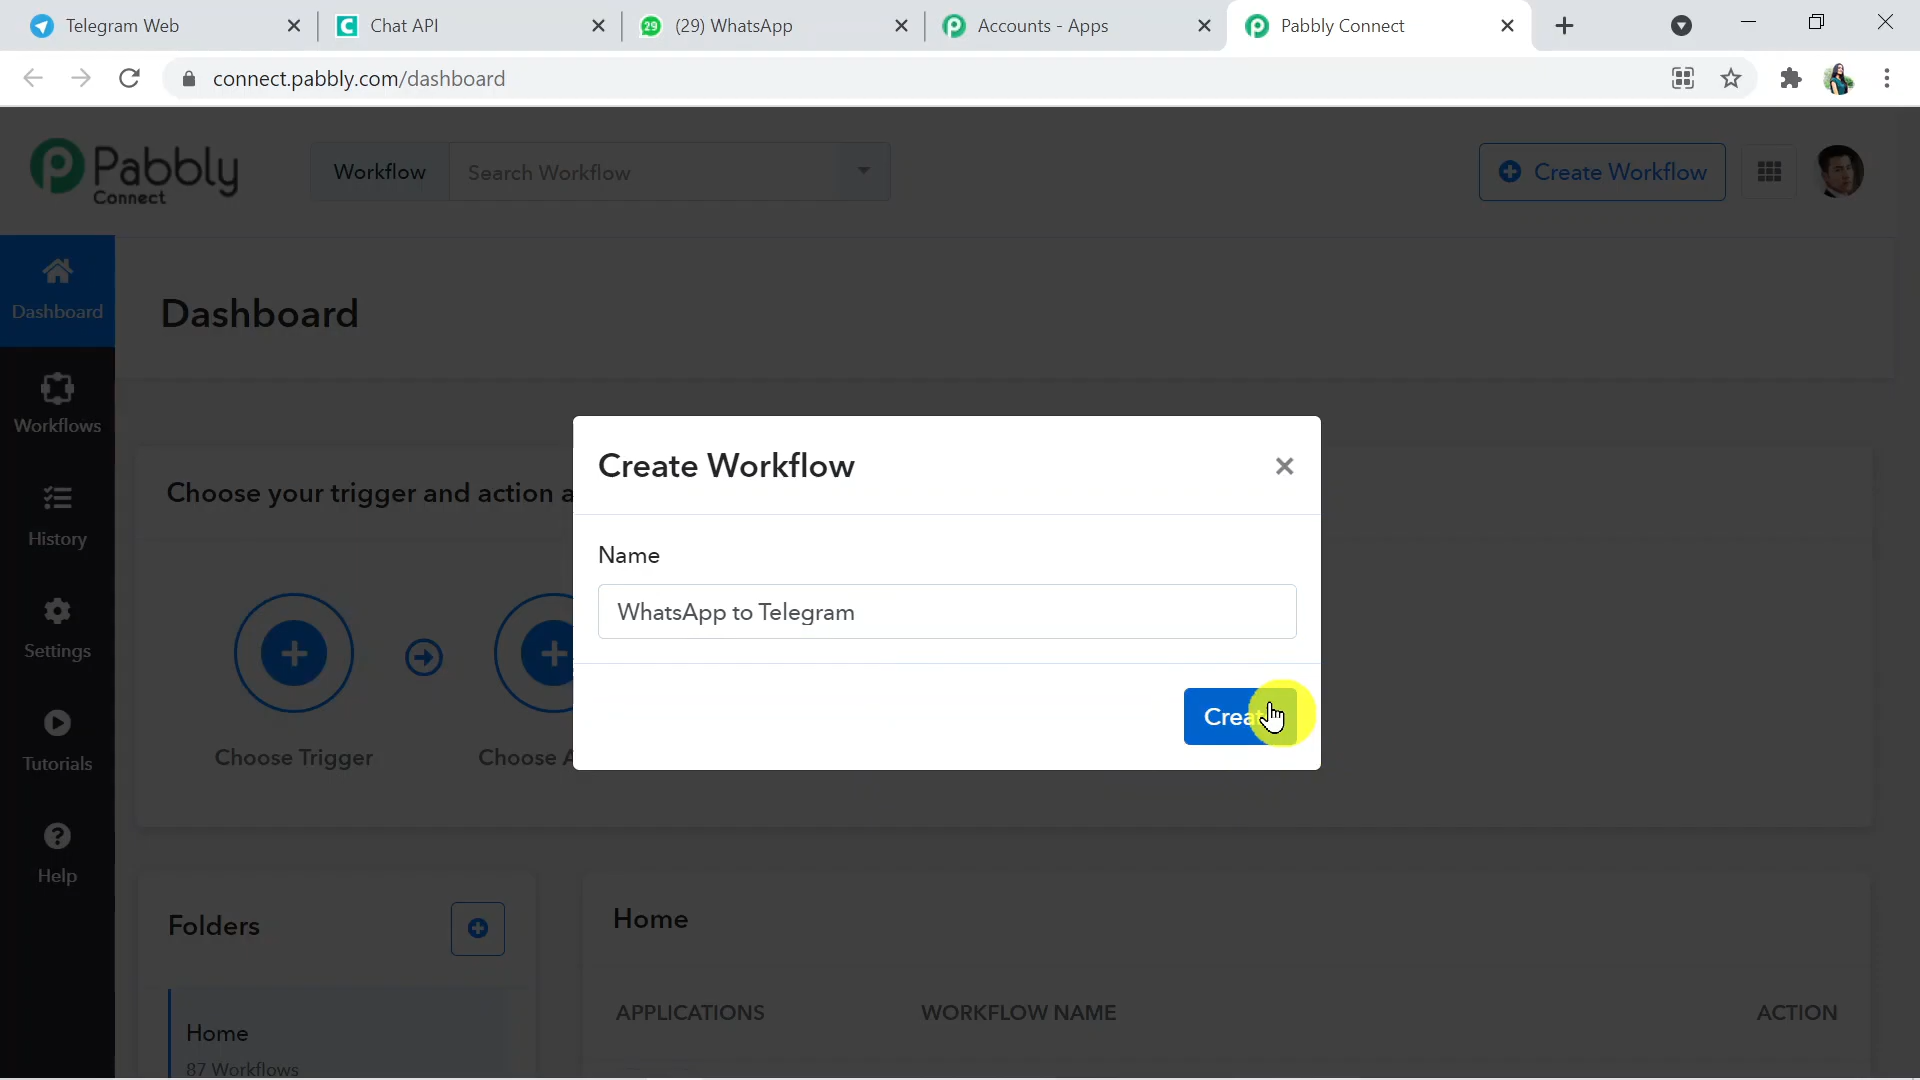 Telegram Web
Chat API
29
(29) WhatsApp
Accounts - Apps
Pabbly Connect
connect.pabbly.com/dashboard
Pabbly
Connect
Workflow
Search Workflow
Create Workflow
Dashboard
Dashboard
Workflows
History
Settings
Tutorials
Help
Choose your trigger and action a
Choose Trigger
Choose A
Create Workflow
Name
WhatsApp to Telegram
Create
Folders
Home
87 Workflows
Home
APPLICATIONS
WORKFLOW NAME
ACTION